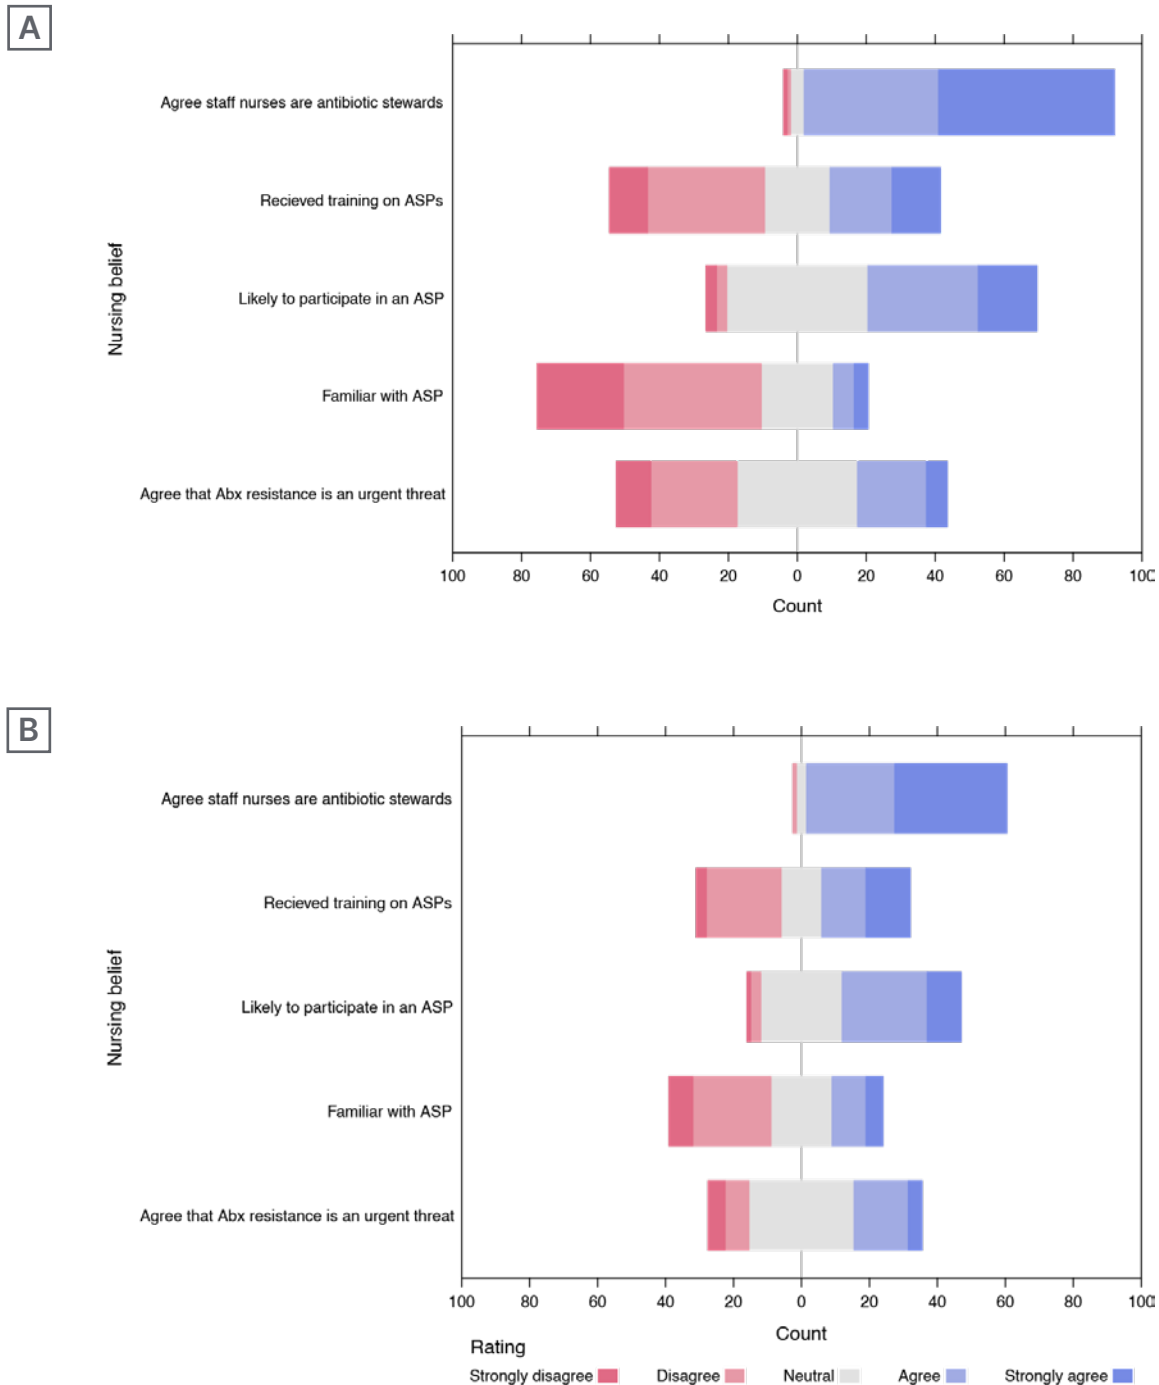 A
Agree staff nurses are antibiotic stewards
Recieved training on ASPs
Likely to participate in an ASP
Familiar with ASP
Agree that Abx resistance is an urgent threat
Nursing belief
100 80 60 40 20 0 20 40 60 80 100
Count
B
Agree staff nurses are antibiotic stewards
Recieved training on ASPs
Likely to participate in an ASP
Familiar with ASP
Agree that Abx resistance is an urgent threat
Nursing belief
100 80 60 40 20 0 20 40 60 80 100
Count
Rating
Strongly disagree Disagree Neutral Agree Strongly agree